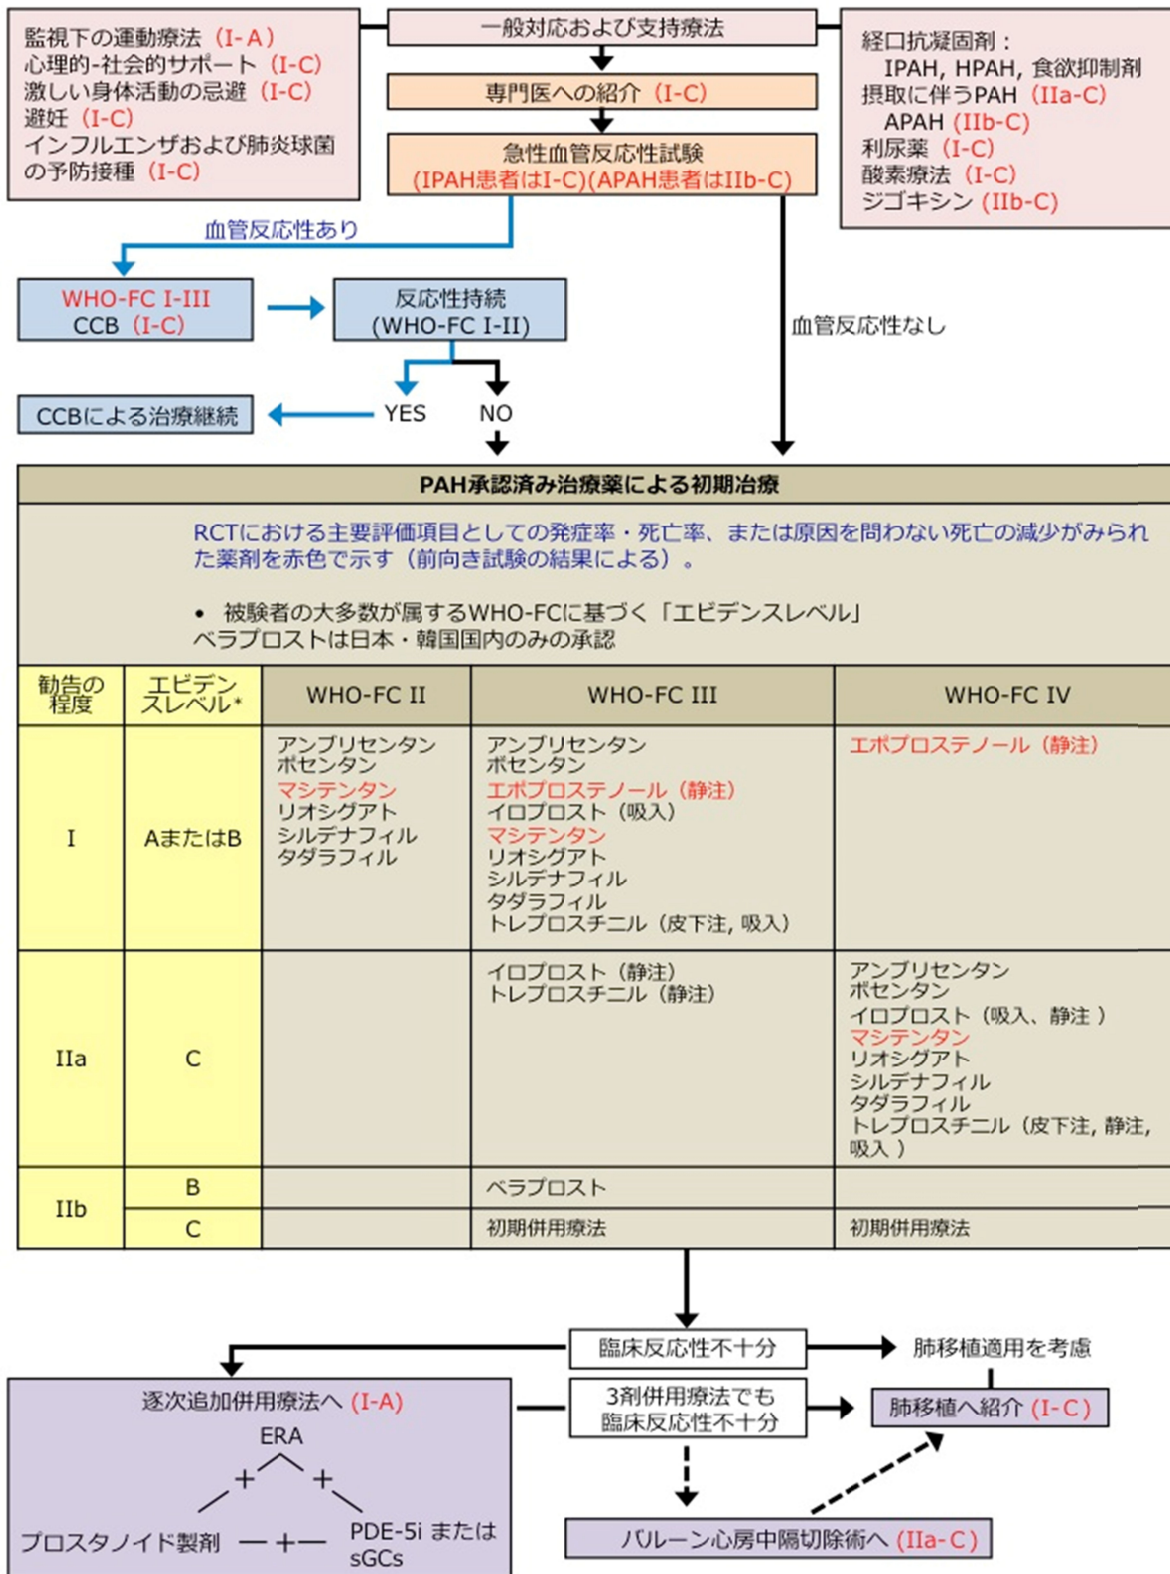 監視下の運動療法（I-A）
心理的-社会的サポート（I-C）
激しい身体活動の忌避（I-C）
避妊（I-C）
インフルエンザおよび肺炎球菌
の予防接種（I-C）
一般対応および支持療法
専門医への紹介（I-C）
急性血管反応性試験
(IPAH患者はI-C)(APAH患者はIIb-C)
経口抗凝固剤：
IPAH, HPAH, 食欲抑制剤
摂取に伴うPAH（IIa-C）
APAH (IIb-C)
利尿薬（I-C）
酸素療法（I-C）
ジゴキシン (IIb-C)
血管反応性あり
WHO-FC I-III
CCB（I-C）
反応性持続
(WHO-FC I-II)
血管反応性なし
CCBによる治療継続
YES
NO
PAH承認済み治療薬による初期冶療
RCTにおける主要評価項目としての発症率・死亡率、または原因を問わない死亡の減少がみられ
た薬剤を赤色で示す（前向き試験の結果による）。
• 被験者の大多数が属するWHO-FCに基づく「エビデンスレベル」
ベラプロストは日本・韓国国内のみの承認
勧告の
程度
エビデン
スレベル*
WHO-FC II
WHO-FC III
WHO-FC IV
I
AまたはB
アンブリセンタン
ボセンタン
マシテンタン
リオシグアト
シルデナフィル
タダラフィル
アンブリセンタン
ボセンタン
エポプロステノール（静注）
イロプロスト（吸入）
マシテンタン
リオシグアト
シルデナフィル
タダラフィル
トレプロスチニル（皮下注, 吸入）
エポプロステノール（静注）
IIa
C
イロプロスト（静注）
トレプロスチニル（静注）
アンブリセンタン
ボセンタン
イロプロスト（吸入、静注 ）
マシテンタン
リオシグアト
シルデナフィル
タダラフィル
トレプロスチニル（皮下注, 静注,
吸入 ）
IIb
B
ベラプロスト
C
初期併用療法
初期併用療法
臨床反応性不十分
肺移植適用を考慮
逐次追加併用療法へ (I-A)
ERA
+
+
プロスタノイド製剤
+
PDE-5i または
sGCs
3剤併用療法でも
臨床反応性不十分
肺移植へ紹介 (I-C)
バルーン心房中隔切除術へ (IIa-C)